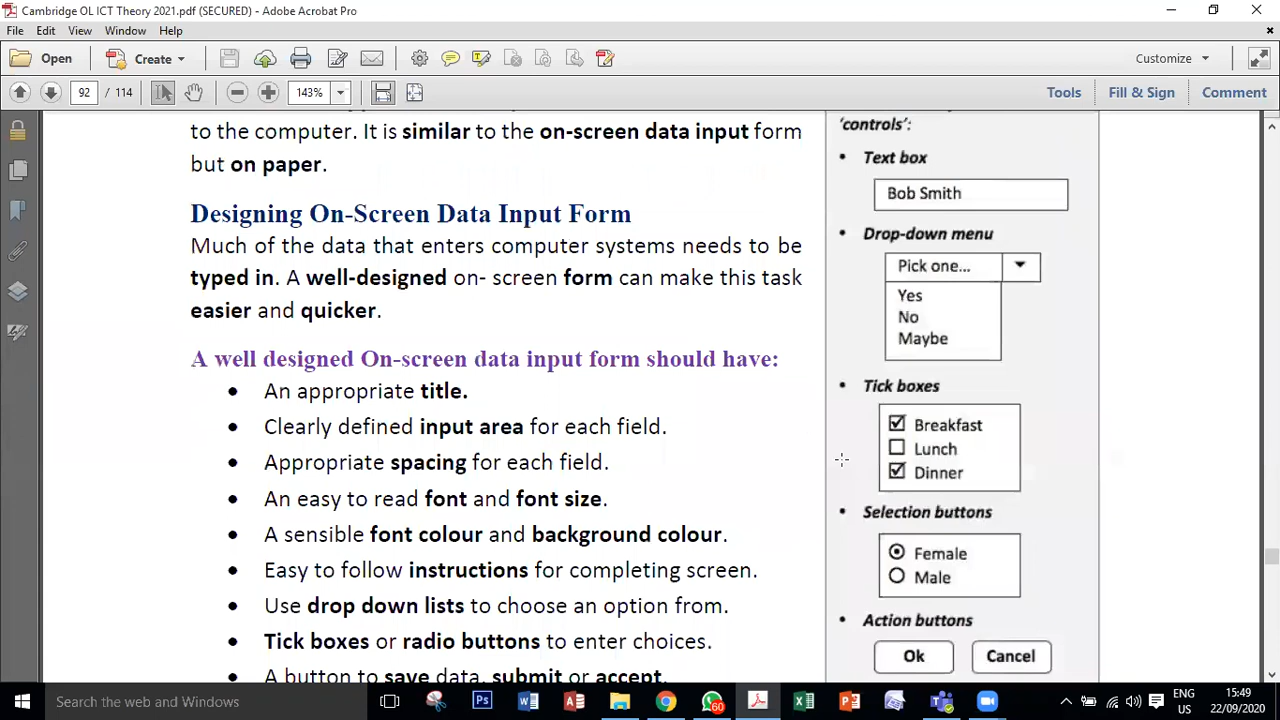 Cambridge OL ICT Theory 2021.pdf (SECURED) - Adobe Acrobat Pro
File Edit View Window Help
Open Create Customize
92 / 114 143% Tools Fill & Sign Comment
to the computer. It is similar to the on-screen data input form
but on paper.
Designing On-Screen Data Input Form
Much of the data that enters computer systems needs to be
typed in. A well-designed on- screen form can make this task
easier and quicker.
A well designed On-screen data input form should have:
• An appropriate title.
• Clearly defined input area for each field.
• Appropriate spacing for each field.
• An easy to read font and font size.
• A sensible font colour and background colour.
• Easy to follow instructions for completing screen.
• Use drop down lists to choose an option from.
• Tick boxes or radio buttons to enter choices.
• A button to save data, submit or accept.
'controls':
• Text box
Bob Smith
• Drop-down menu
Pick one...
Yes
No
Maybe
• Tick boxes
Breakfast
Lunch
Dinner
• Selection buttons
Female
Male
• Action buttons
Ok Cancel
Search the web and Windows
60
ENG 15:49
US 22/09/2020